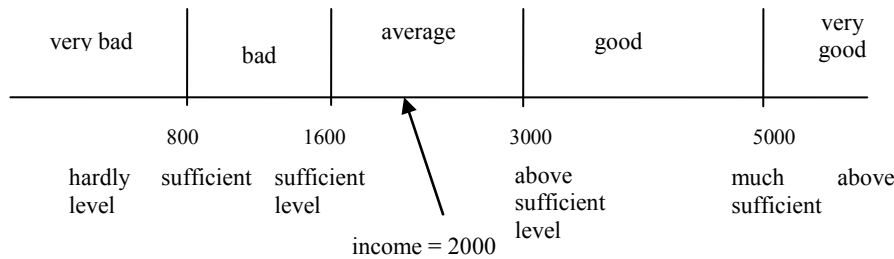 very bad
bad
average
good
very
good
800
1600
3000
5000
hardly sufficient
level
sufficient
level
above
sufficient
level
much above
sufficient
income = 2000